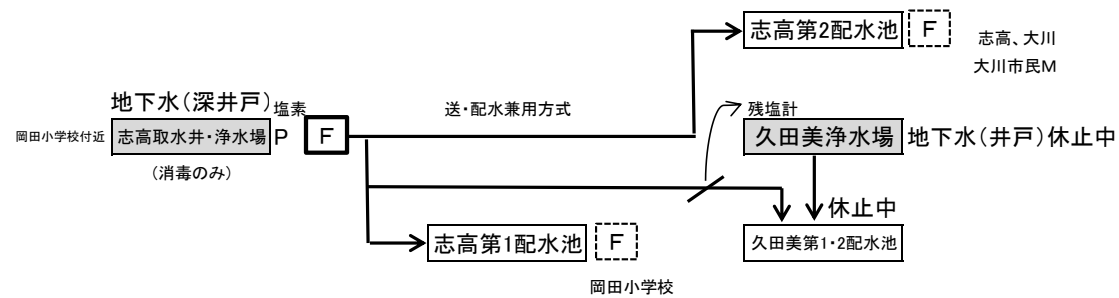 志高第2配水池
F
志高、大川
大川市民M
地下水(深井戸)
塩素
送・配水兼用方式
残塩計
岡田小学校付近
志高取水井・浄水場
P
F
久田美浄水場
地下水(井戸)休止中
(消毒のみ)
休止中
志高第1配水池
F
久田美第1・2配水池
岡田小学校